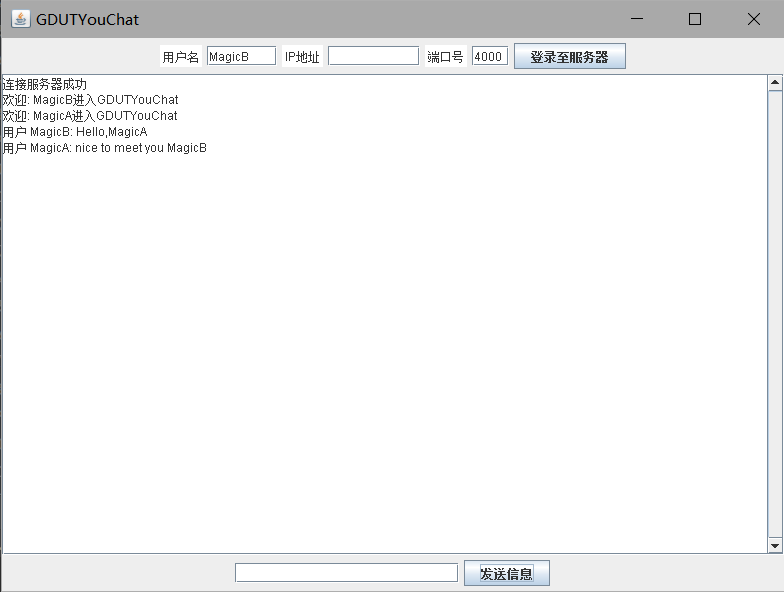 GDUTYouChat
用户名 MagicB IP地址 端口号 4000 登录至服务器
连接服务器成功
欢迎: MagicB进入GDUTYouChat
欢迎: MagicA进入GDUTYouChat
用户 MagicB: Hello,MagicA
用户 MagicA: nice to meet you MagicB
发送信息